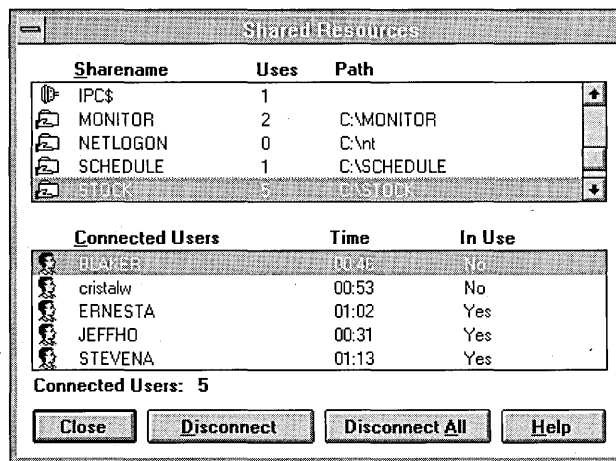 Shared Resources
Sharename Uses Path
IPC$ 1
MONITOR 2 C:\MONITOR
NETLOGON 0 C:\nt
SCHEDULE 1 C:\SCHEDULE
STOCK 5 C:\STOCK
Connected Users Time In Use
BLAKER 00:46 No
cristalw 00:53 No
ERNESTA 01:02 Yes
JEFFHO 00:31 Yes
STEVENA 01:13 Yes
Connected Users: 5
Close Disconnect Disconnect All Help